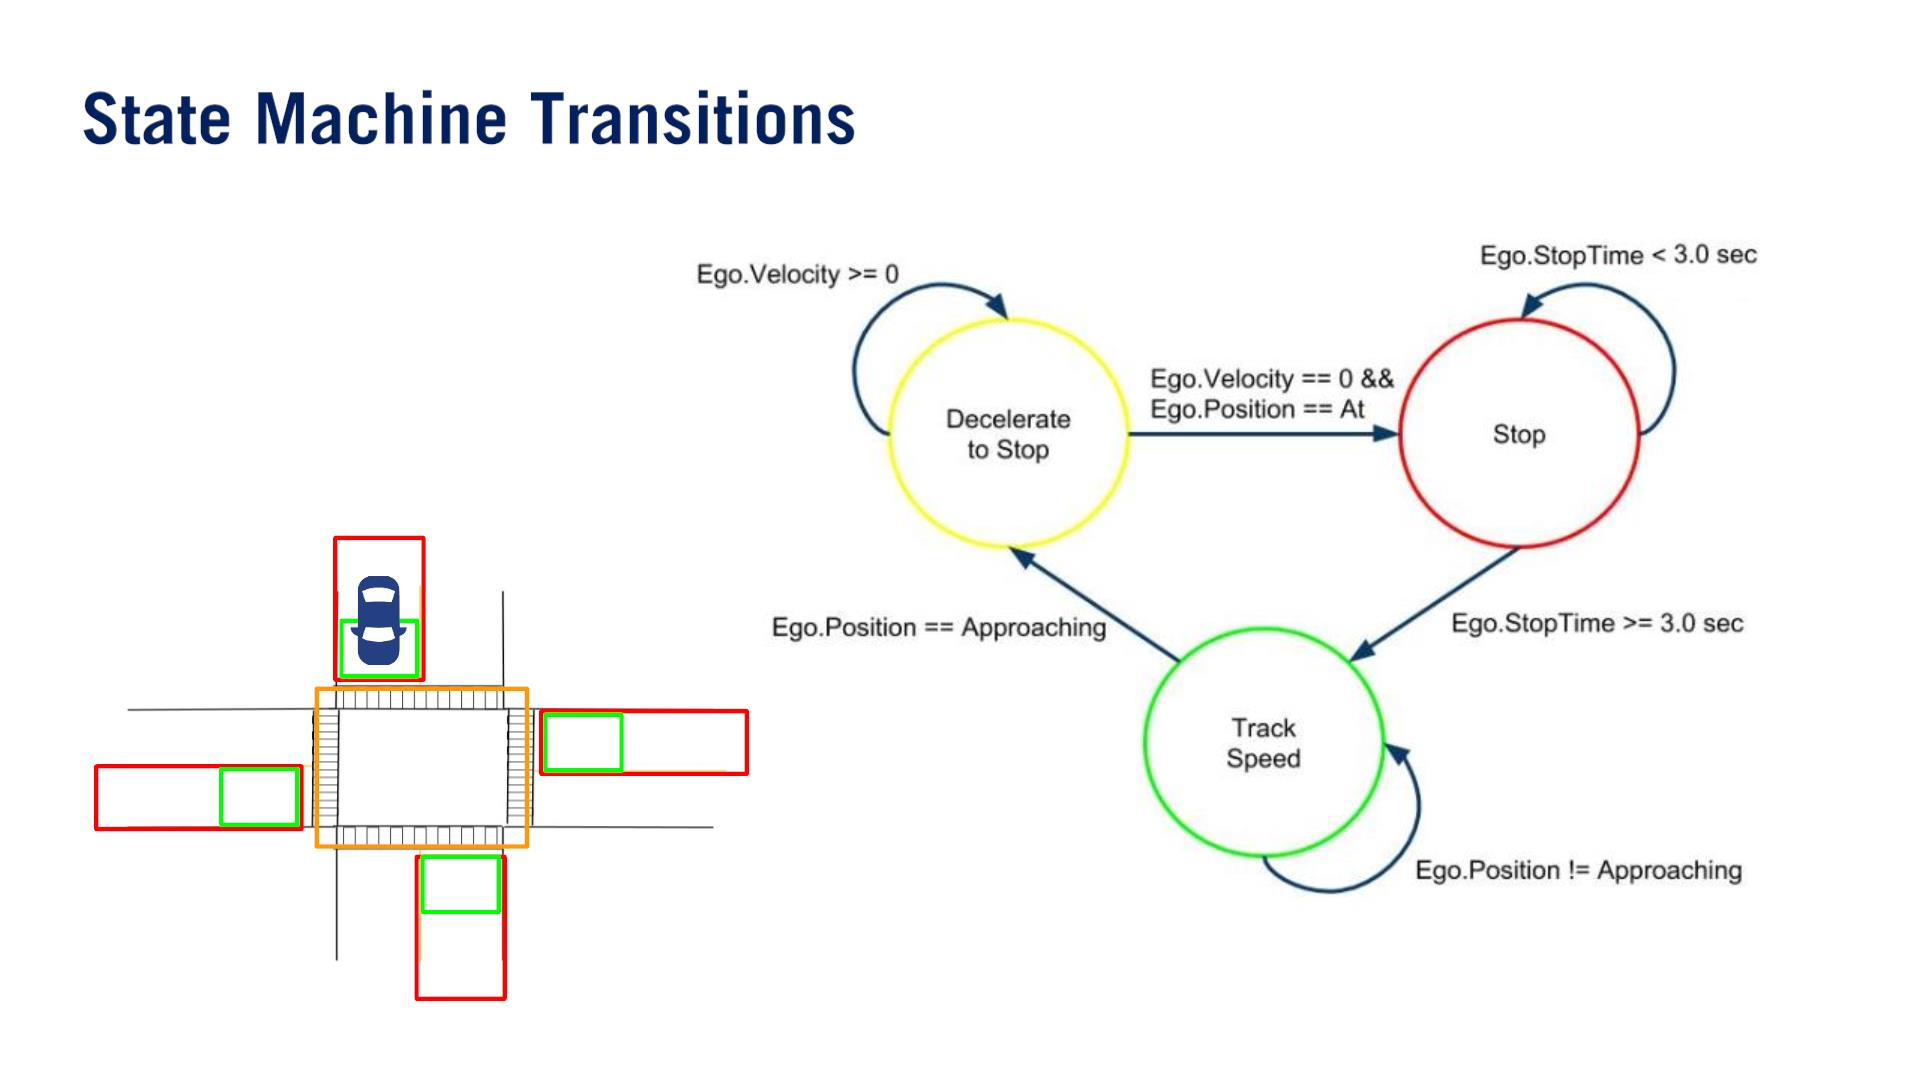 State Machine Transitions
Ego.Velocity >= 0
Ego.StopTime < 3.0 sec
Ego.Velocity == 0 &&
Ego.Position == At
Decelerate
to Stop
Stop
Ego.Position == Approaching
Ego.StopTime >= 3.0 sec
Track
Speed
Ego.Position != Approaching